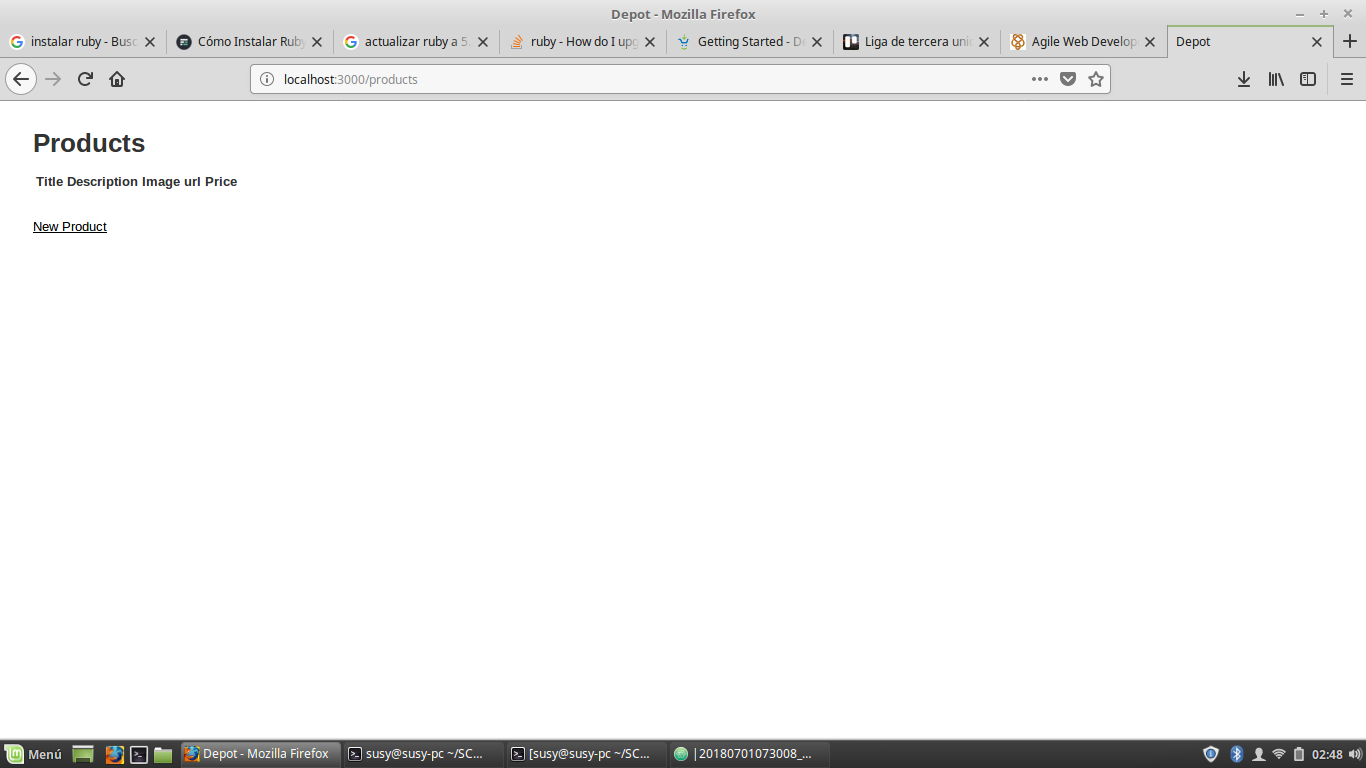 Depot - Mozilla Firefox
instalar ruby - Busc
Cómo Instalar Ruby
actualizar ruby a 5.
ruby - How do I upg
Getting Started - De
Liga de tercera unid
Agile Web Develop
Depot
localhost:3000/products
Products
Title Description Image url Price
New Product
Menú
Depot - Mozilla Firefox
susy@susy-pc ~/SC...
[susy@susy-pc ~/SC...
|20180701073008_...
02:48